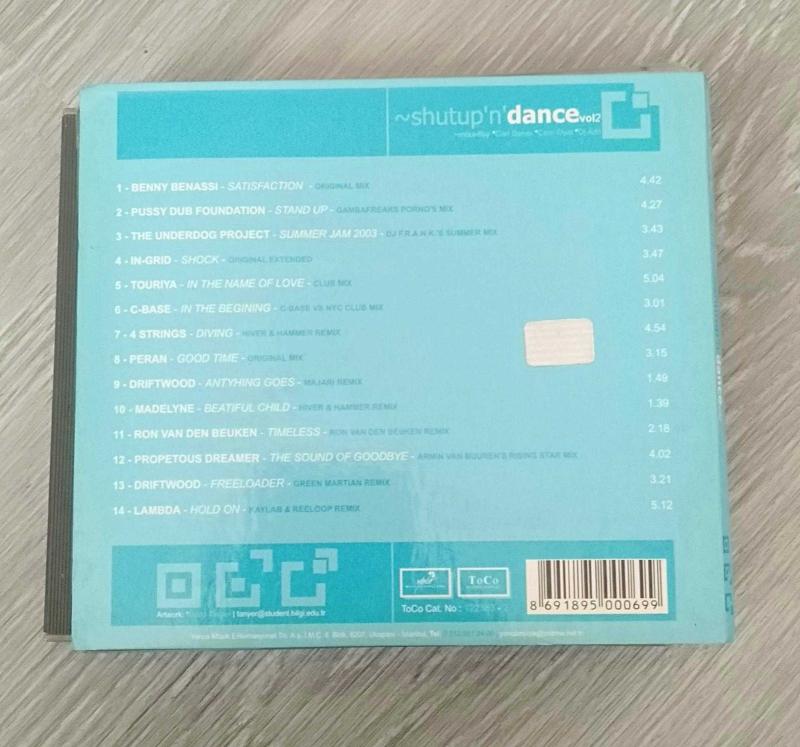 ~shutup'n'dancevol2
1 - BENNY BENASSI - SATISFACTION - ORIGINAL MIX 4.42
2 - PUSSY DUB FOUNDATION - STAND UP - GAMBAFREAKS PORNO'S MIX 4.27
3 - THE UNDERDOG PROJECT - SUMMER JAM 2003 - DJ F.R.A.N.K.'S SUMMER MIX 3.43
4 - IN-GRID - SHOCK - ORIGINAL EXTENDED 3.47
5 - TOURIYA - IN THE NAME OF LOVE - CLUB MIX 5.04
6 - C-BASE - IN THE BEGINING - C-BASE VS NYC CLUB MIX 3.01
7 - 4 STRINGS - DIVING - HIVER & HAMMER REMIX 4.54
8 - PERAN - GOOD TIME - ORIGINAL MIX 3.15
9 - DRIFTWOOD - ANTYHING GOES - MAJARI REMIX 1.49
10 - MADELYNE - BEATIFUL CHILD - HIVER & HAMMER REMIX 1.39
11 - RON VAN DEN BEUKEN - TIMELESS - RON VAN DEN BEUKEN REMIX 2:18
12 - PROPETOUS DREAMER - THE SOUND OF GOODBYE - ARMIN VAN BUUREN'S RISING STAR MIX 4.02
13 - DRIFTWOOD - FREELOADER - GREEN MARTIAN REMIX 3.21
14 - LAMBDA - HOLD ON - KAYLAB & REELOOP REMIX 5.12
ToCo
Artwork: | tanyer@student.bilgi.edu.tr
ToCo Cat. No :
8 691895 000699